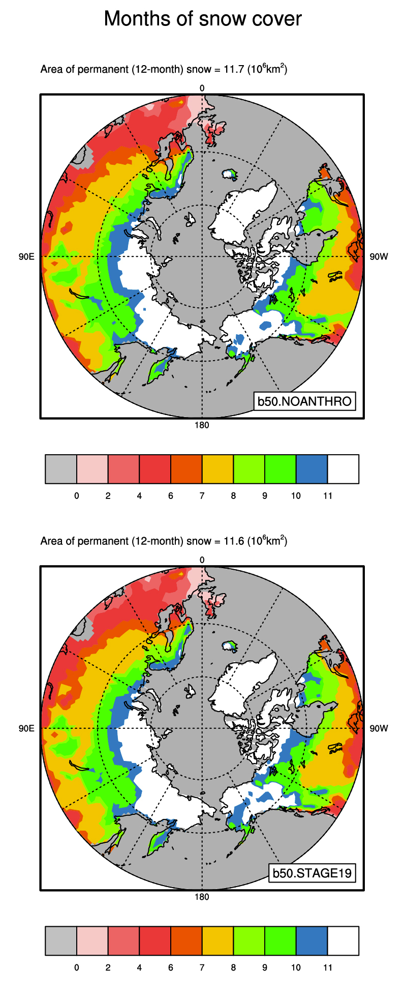 Months of snow cover
Area of permanent (12-month) snow = 11.7 (10⁶km²)
0
90E
90W
b50.NOANTHRO
180
0 2 4 6 7 8 9 10 11
Area of permanent (12-month) snow = 11.6 (10⁶km²)
0
90E
90W
b50.STAGE19
180
0 2 4 6 7 8 9 10 11